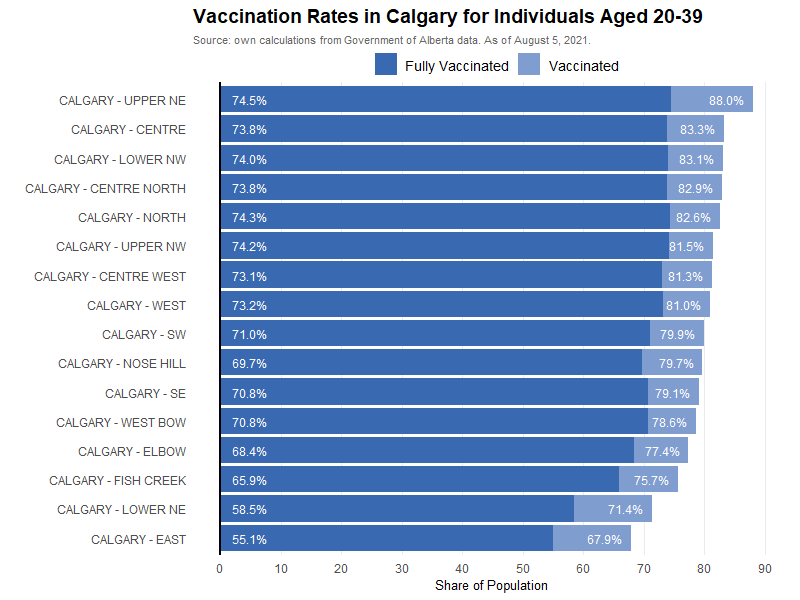 Vaccination Rates in Calgary for Individuals Aged 20-39
Source: own calculations from Government of Alberta data. As of August 5, 2021.
Fully Vaccinated Vaccinated
CALGARY - UPPER NE 74.5% 88.0%
CALGARY - CENTRE 73.8% 83.3%
CALGARY - LOWER NW 74.0% 83.1%
CALGARY - CENTRE NORTH 73.8% 82.9%
CALGARY - NORTH 74.3% 82.6%
CALGARY - UPPER NW 74.2% 81.5%
CALGARY - CENTRE WEST 73.1% 81.3%
CALGARY - WEST 73.2% 81.0%
CALGARY - SW 71.0% 79.9%
CALGARY - NOSE HILL 69.7% 79.7%
CALGARY - SE 70.8% 79.1%
CALGARY - WEST BOW 70.8% 78.6%
CALGARY - ELBOW 68.4% 77.4%
CALGARY - FISH CREEK 65.9% 75.7%
CALGARY - LOWER NE 58.5% 71.4%
CALGARY - EAST 55.1% 67.9%
0 10 20 30 40 50 60 70 80 90
Share of Population